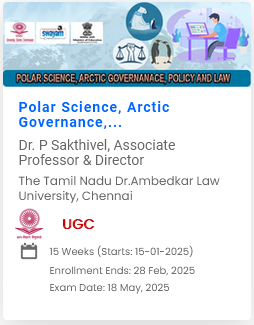 swayam
POLAR SCIENCE, ARCTIC GOVERNANACE, POLICY AND LAW
Polar Science, Arctic
Governance,...
Dr. P Sakthivel, Associate
Professor & Director
The Tamil Nadu Dr.Ambedkar Law
University, Chennai
UGC
15 Weeks (Starts: 15-01-2025)
Enrollment Ends: 28 Feb, 2025
Exam Date: 18 May, 2025